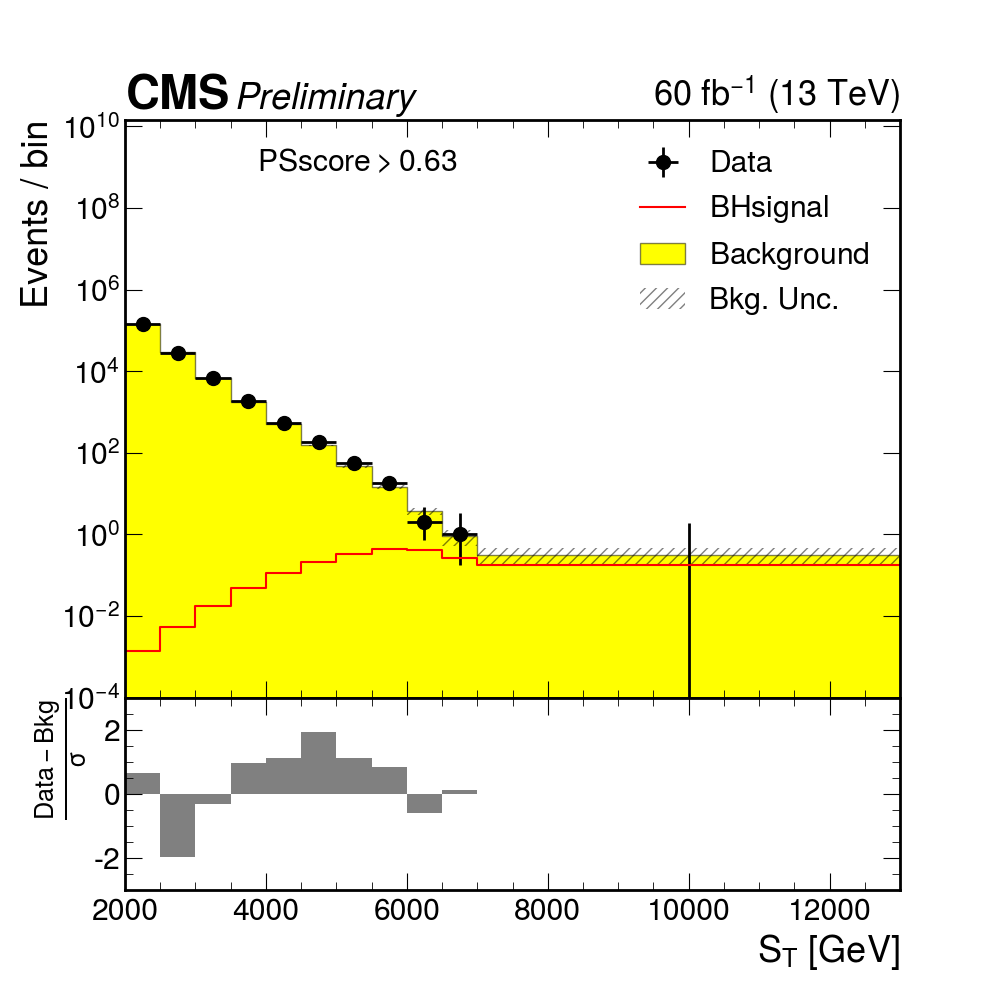 CMS Preliminary 60 fb⁻¹ (13 TeV)
Events / bin
PSscore > 0.63
Data
BHsignal
Background
Bkg. Unc.
10¹⁰
10⁸
10⁶
10⁴
10²
10⁰
10⁻²
10⁻⁴
Data − Bkg
σ
2
0
-2
2000 4000 6000 8000 10000 12000
S_T [GeV]